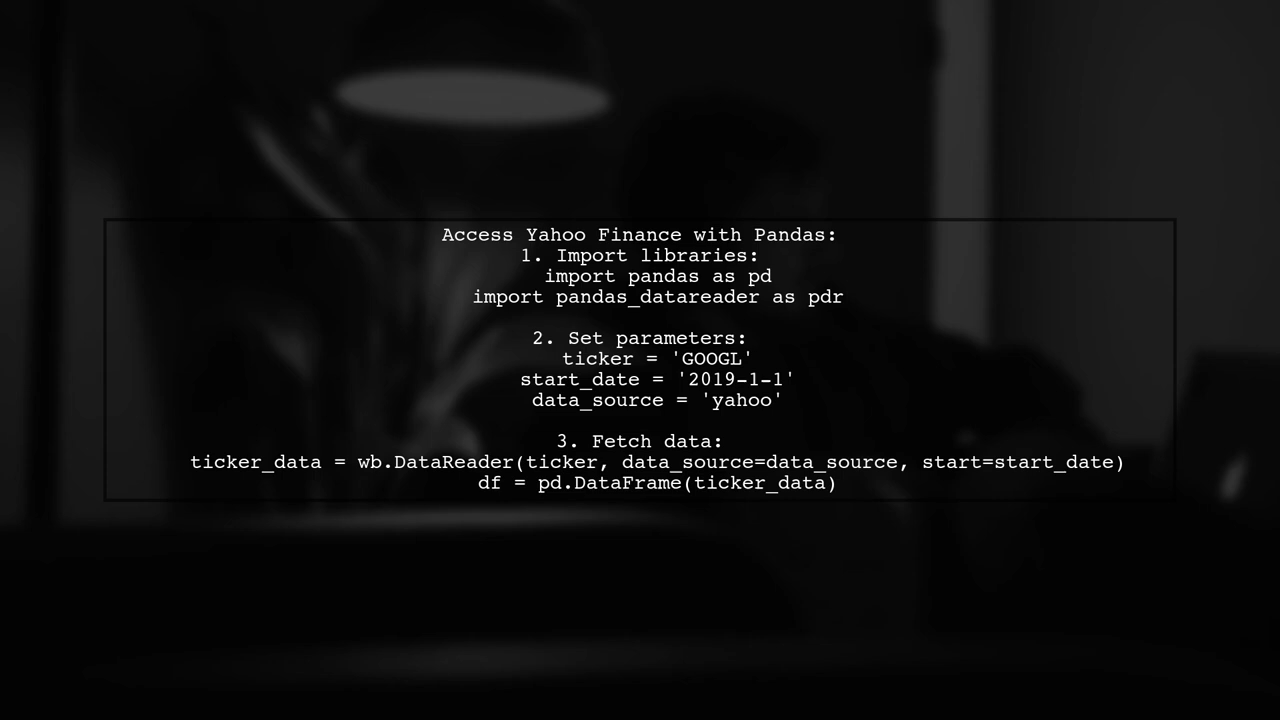 Access Yahoo Finance with Pandas:
1. Import libraries:
import pandas as pd
import pandas_datareader as pdr
2. Set parameters:
ticker = 'GOOGL'
start_date = '2019-1-1'
data_source = 'yahoo'
3. Fetch data:
ticker_data = wb.DataReader(ticker, data_source=data_source, start=start_date)
df = pd.DataFrame(ticker_data)